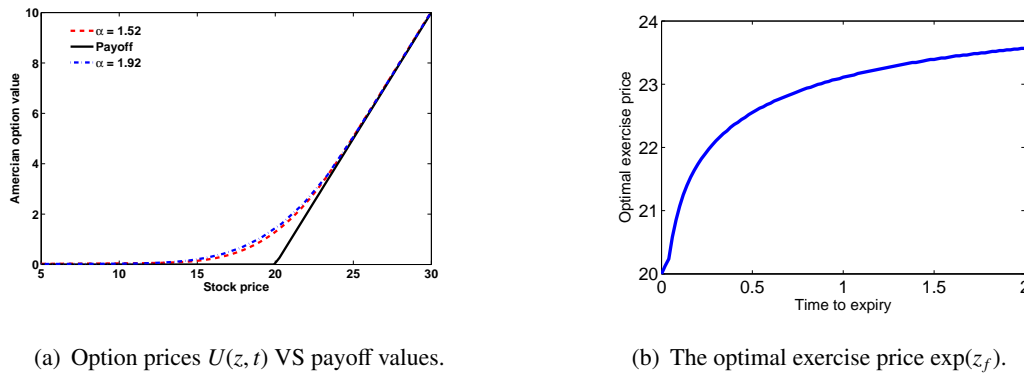 10
8
6
4
2
0
Amercian option value
α = 1.52
Payoff
α = 1.92
5 10 15 20 25 30
Stock price
24
23
22
21
20
Optimal exercise price
0 0.5 1 1.5 2
Time to expiry
(a) Option prices U(z, t) VS payoff values.
(b) The optimal exercise price exp(z_f).